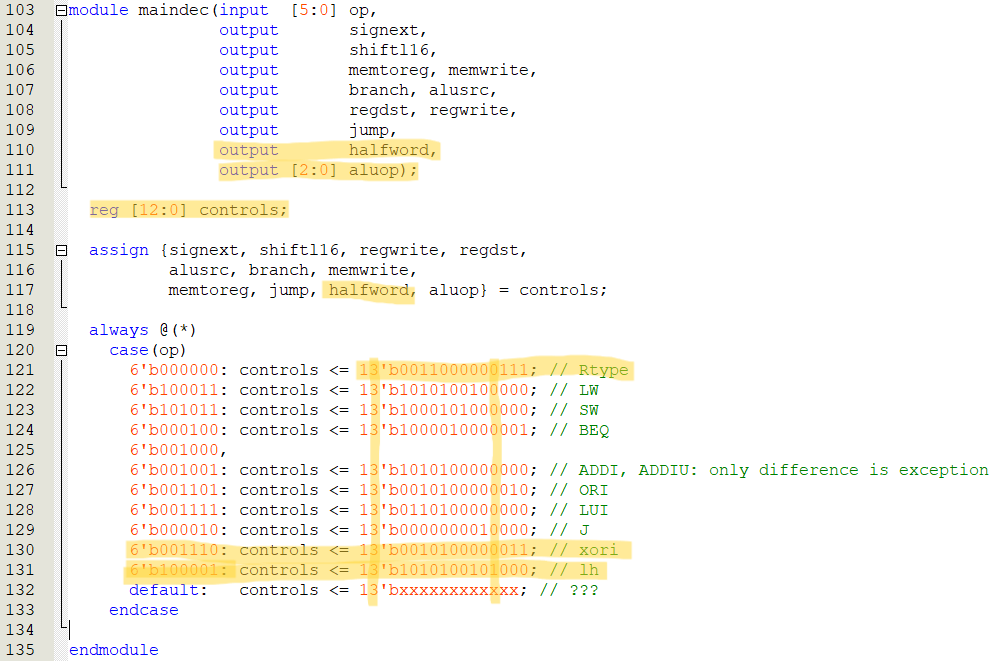 103 module maindec(input  [5:0] op,
104                output       signext,
105                output       shiftl16,
106                output       memtoreg, memwrite,
107                output       branch, alusrc,
108                output       regdst, regwrite,
109                output       jump,
110                output       halfword,
111                output [2:0] aluop);
112
113   reg [12:0] controls;
114
115   assign {signext, shiftl16, regwrite, regdst,
116           alusrc, branch, memwrite,
117           memtoreg, jump, halfword, aluop} = controls;
118
119   always @(*)
120     case(op)
121       6'b000000: controls <= 13'b0011000000111; // Rtype
122       6'b100011: controls <= 13'b1010100100000; // LW
123       6'b101011: controls <= 13'b1000101000000; // SW
124       6'b000100: controls <= 13'b1000010000001; // BEQ
125       6'b001000,
126       6'b001001: controls <= 13'b1010100000000; // ADDI, ADDIU: only difference is exception
127       6'b001101: controls <= 13'b0010100000010; // ORI
128       6'b001111: controls <= 13'b0110100000000; // LUI
129       6'b000010: controls <= 13'b0000000010000; // J
130       6'b001110: controls <= 13'b0010100000011; // xori
131       6'b100001: controls <= 13'b1010100101000; // lh
132       default:   controls <= 13'bxxxxxxxxxxxx; // ???
133     endcase
134
135 endmodule